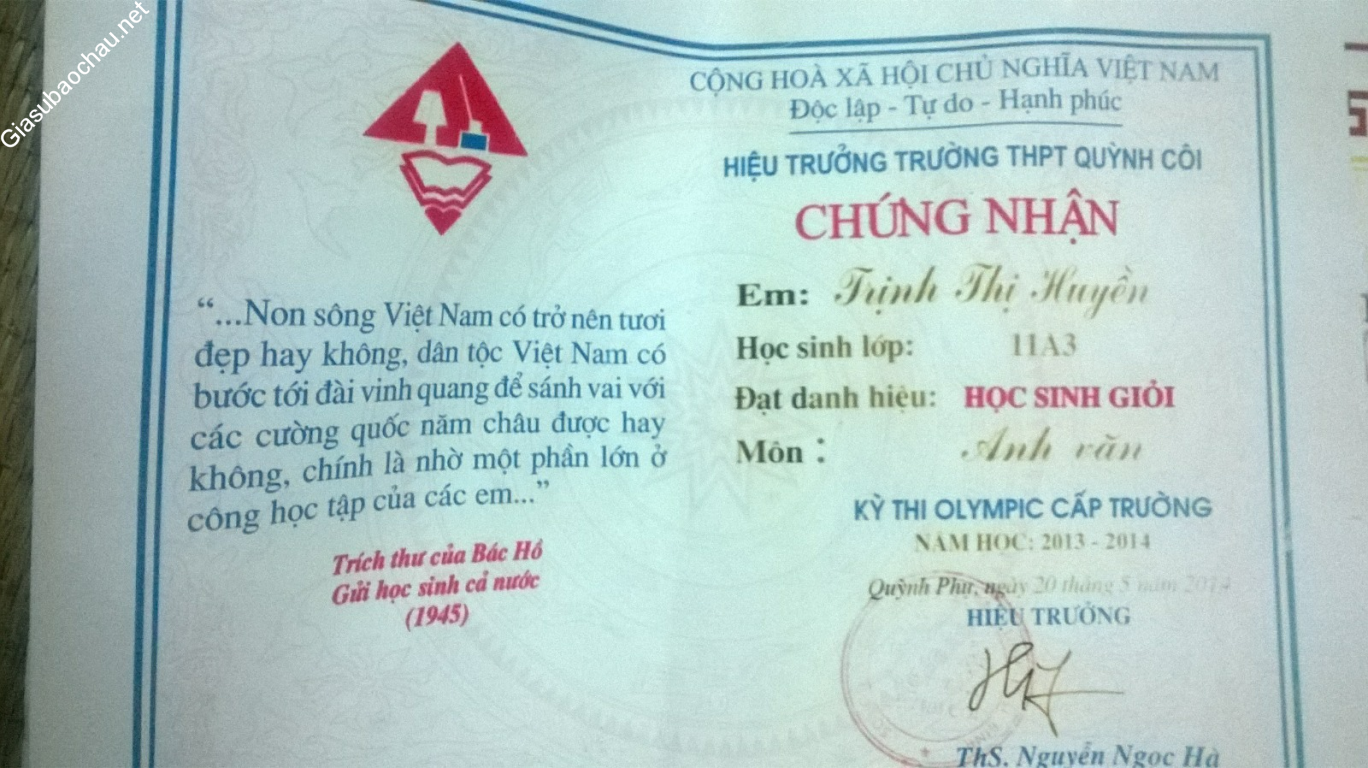 Giasubaochau.net
“...Non sông Việt Nam có trở nên tươi
đẹp hay không, dân tộc Việt Nam có
bước tới đài vinh quang để sánh vai với
các cường quốc năm châu được hay
không, chính là nhờ một phần lớn ở
công học tập của các em...”
Trích thư của Bác Hồ
Gửi học sinh cả nước
(1945)
CỘNG HOÀ XÃ HỘI CHỦ NGHĨA VIỆT NAM
Độc lập - Tự do - Hạnh phúc
HIỆU TRƯỞNG TRƯỜNG THPT QUỲNH CÔI
CHỨNG NHẬN
Em: Trịnh Thị Huyền
Học sinh lớp: 11A3
Đạt danh hiệu: HỌC SINH GIỎI
Môn : Anh văn
KỲ THI OLYMPIC CẤP TRƯỜNG
NĂM HỌC: 2013 - 2014
Quỳnh Phụ, ngày 20 tháng 5 năm 2014
HIỆU TRƯỞNG
ThS. Nguyễn Ngọc Hà